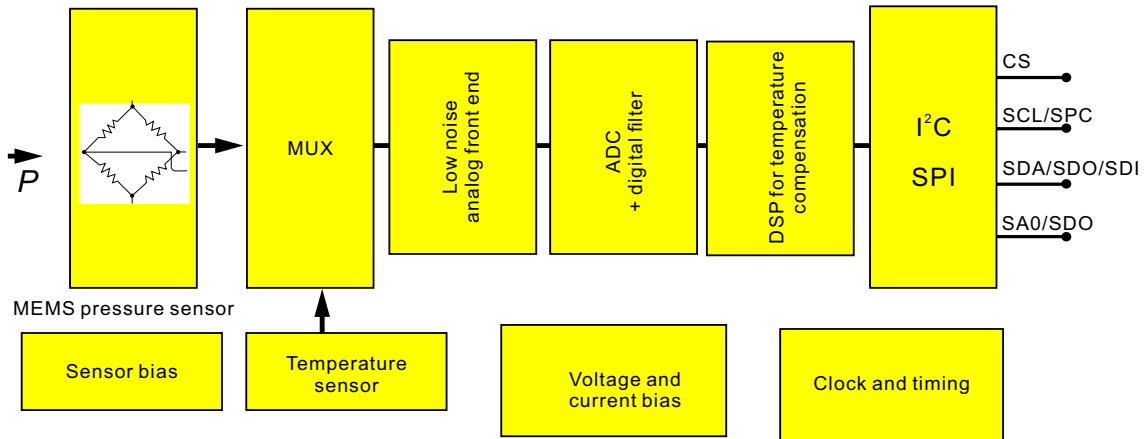 P
MEMS pressure sensor
MUX
Low noise
analog front end
ADC
+ digital filter
DSP for temperature
compensation
I²C
SPI
CS
SCL/SPC
SDA/SDO/SDI
SA0/SDO
Sensor bias
Temperature
sensor
Voltage and
current bias
Clock and timing